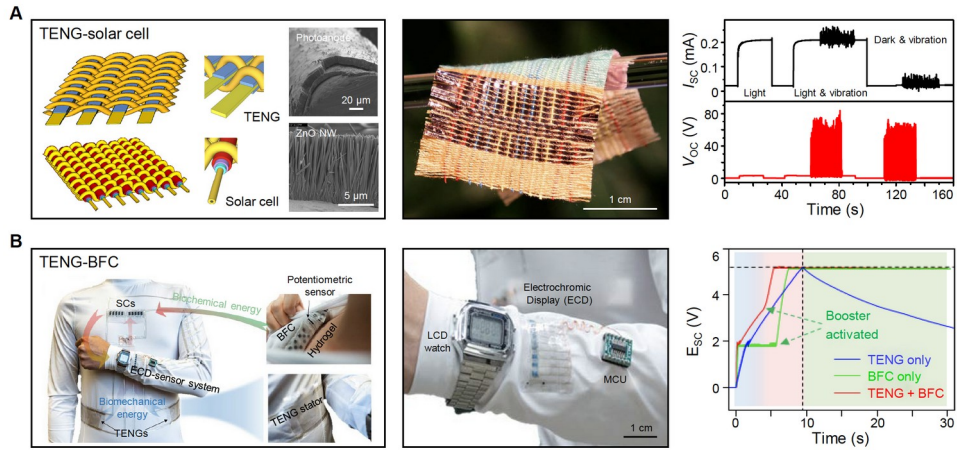 A
TENG-solar cell
TENG
Solar cell
Photoanode
20 μm
ZnO NW
5 μm
1 cm
I_SC (mA)
0.2
0.1
0
Dark & vibration
Light
Light & vibration
V_OC (V)
80
40
0
0
40
80
120
160
Time (s)
B
TENG-BFC
SCs
Biochemical energy
Potentiometric
sensor
BFC
Hydrogel
ECD-sensor system
Biomechanical
energy
TENGs
TENG stator
Electrochromic
Display (ECD)
LCD
watch
MCU
1 cm
E_SC (V)
6
4
2
0
Booster
activated
TENG only
BFC only
TENG + BFC
0
10
20
30
Time (s)